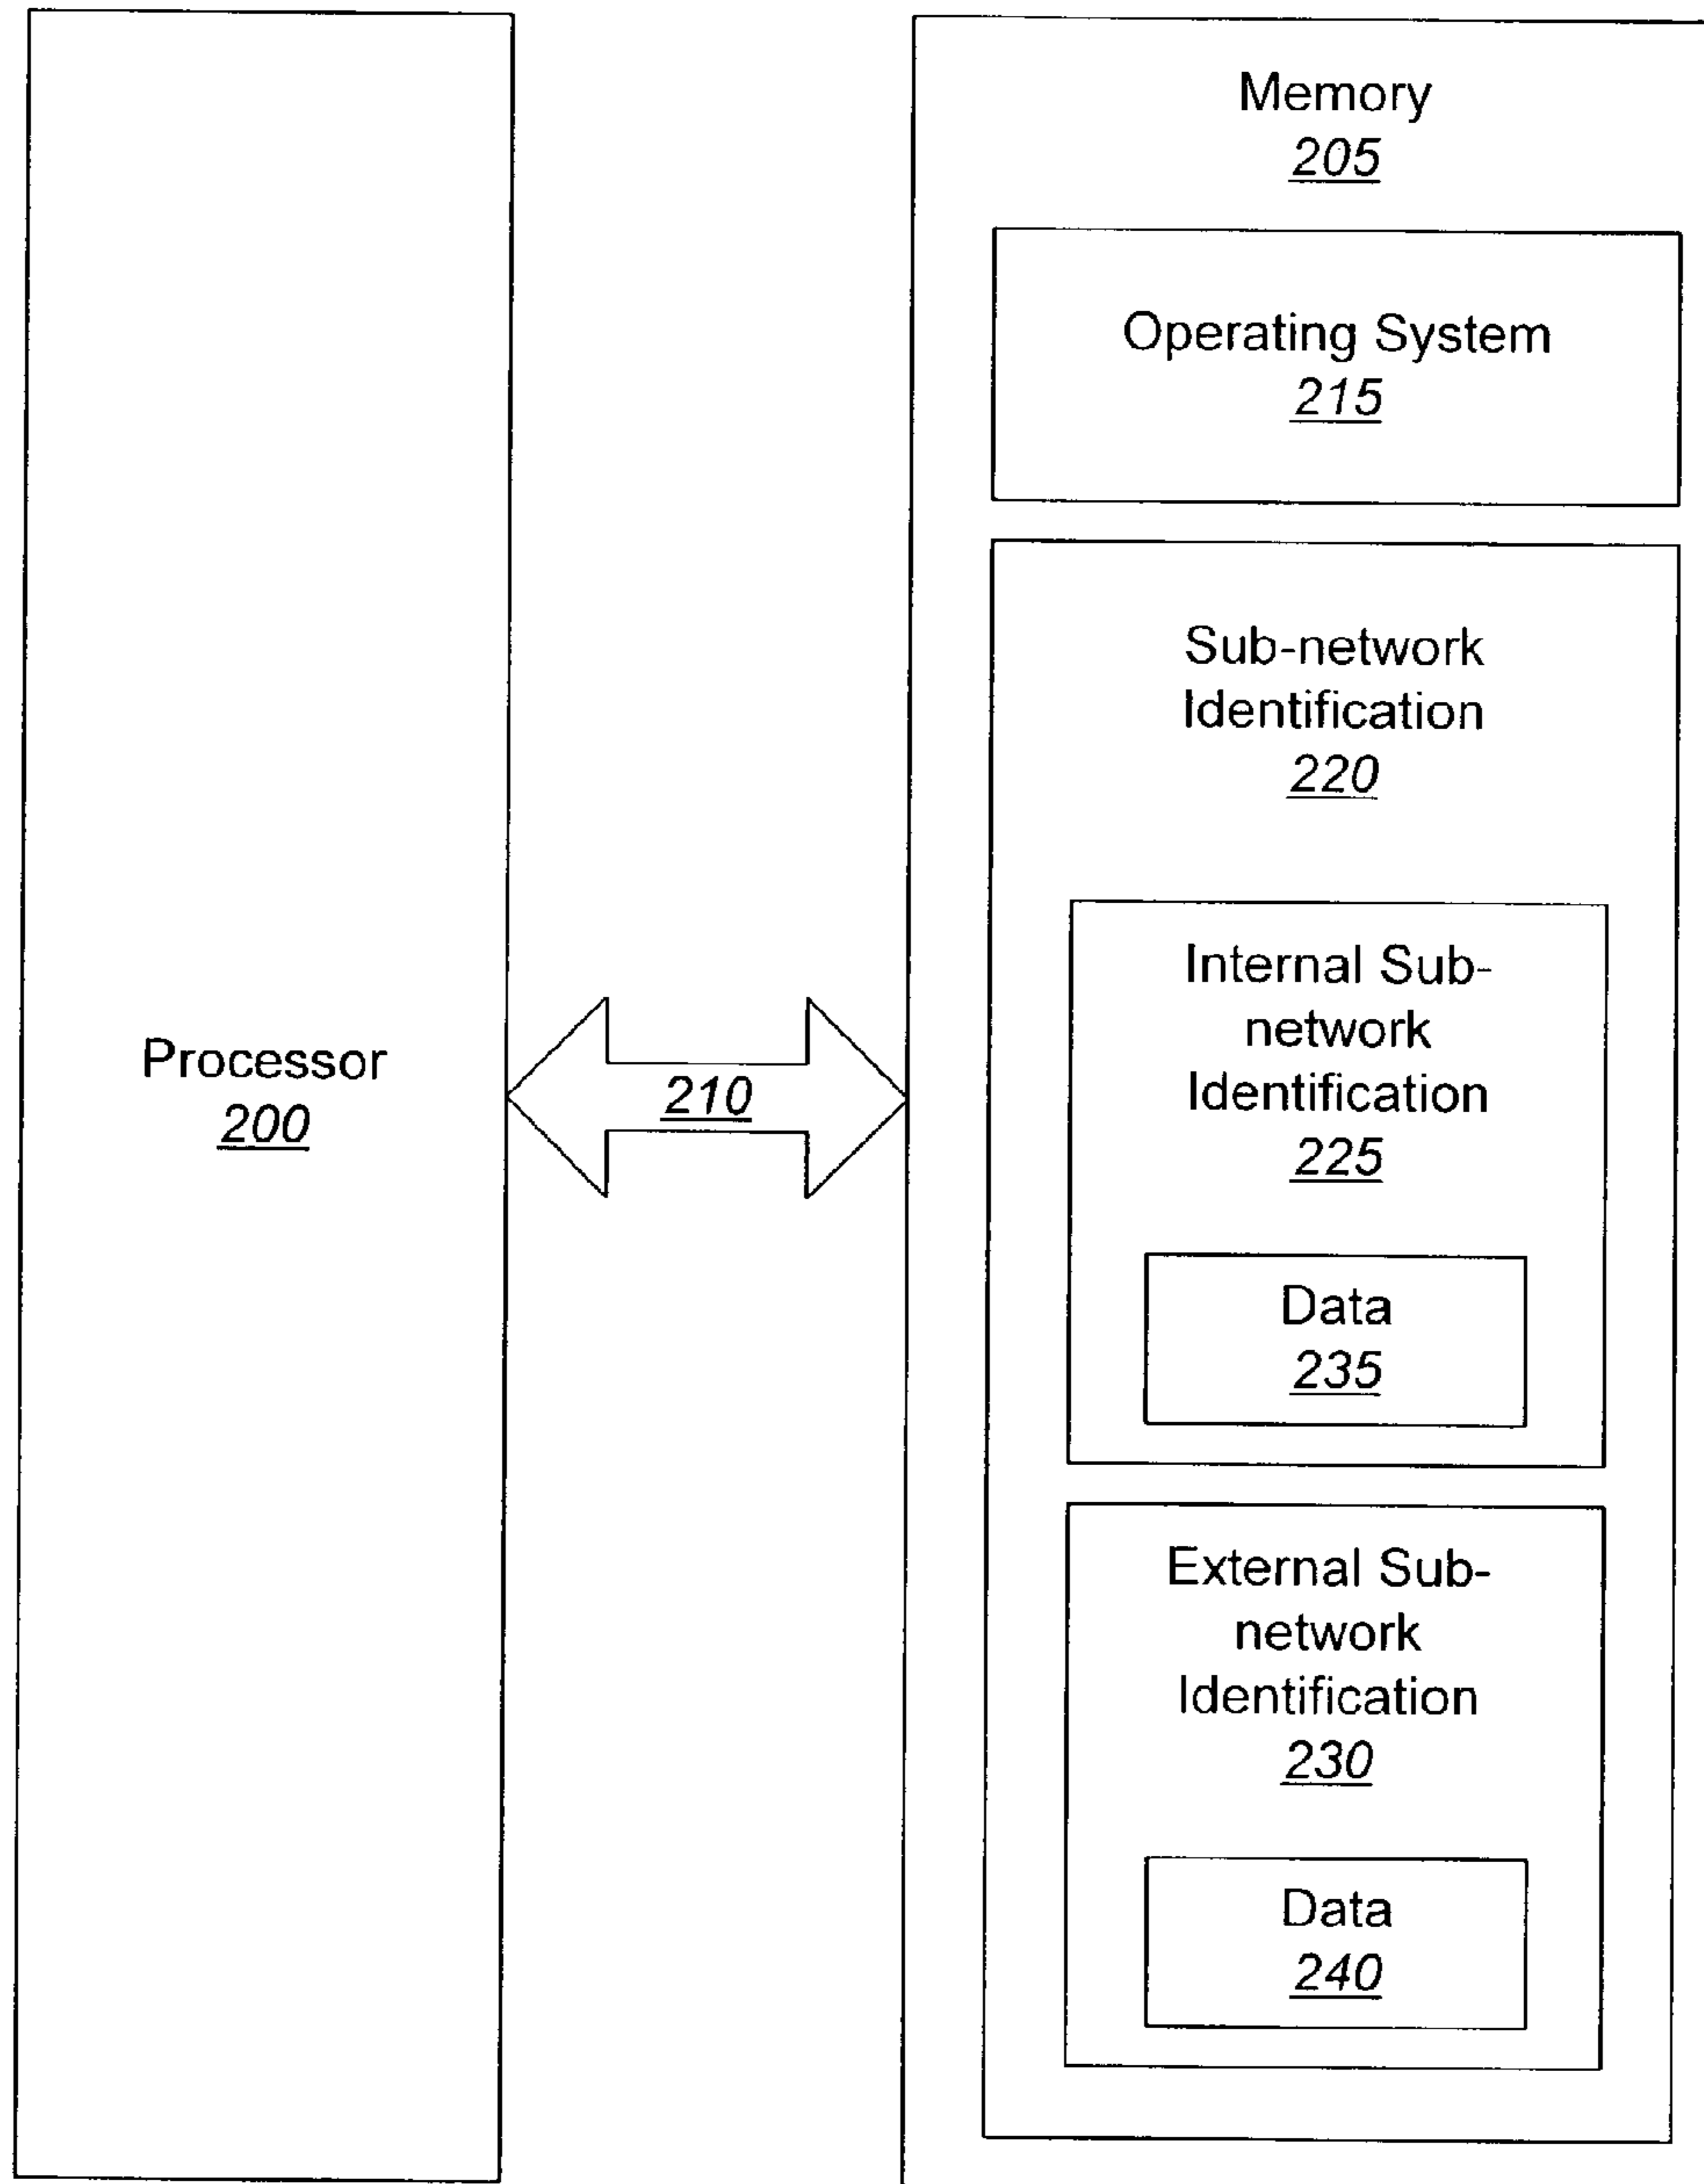 Memory
205
Operating System
215
Sub-network
Identification
220
Internal Sub-
network
Identification
225
Data
235
Processor
200
210
External Sub-
network
Identification
230
Data
240